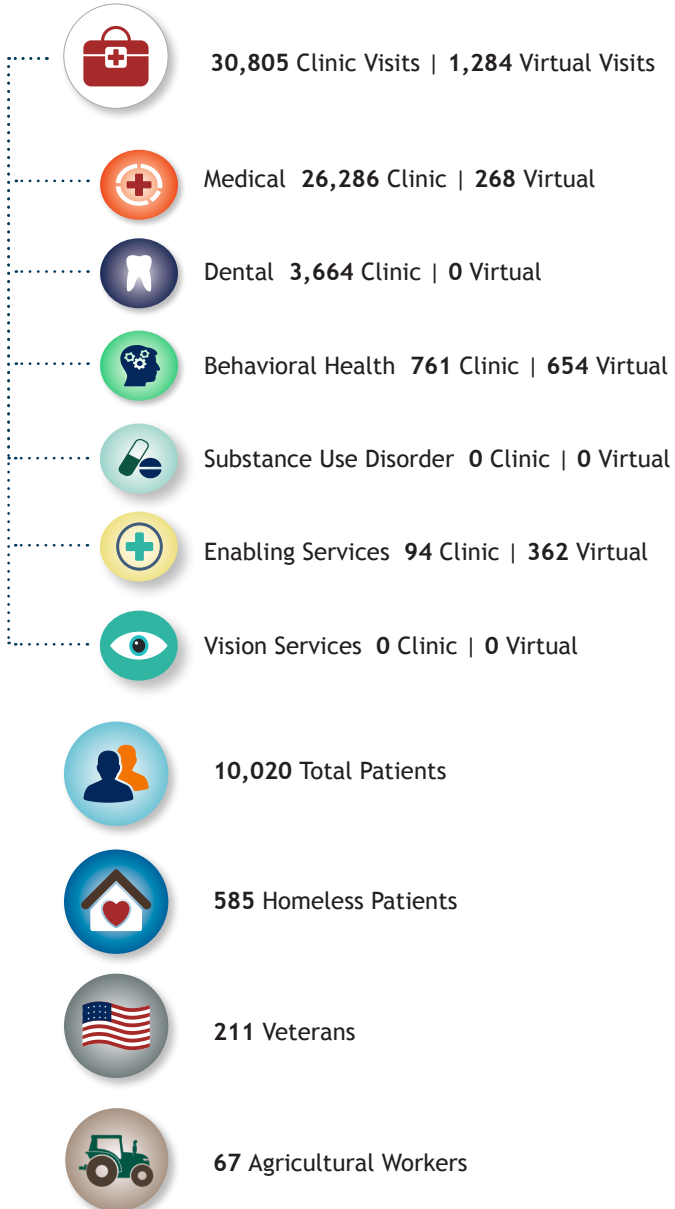 30,805 Clinic Visits | 1,284 Virtual Visits
Medical 26,286 Clinic | 268 Virtual
Dental 3,664 Clinic | 0 Virtual
Behavioral Health 761 Clinic | 654 Virtual
Substance Use Disorder 0 Clinic | 0 Virtual
Enabling Services 94 Clinic | 362 Virtual
Vision Services 0 Clinic | 0 Virtual
10,020 Total Patients
585 Homeless Patients
211 Veterans
67 Agricultural Workers